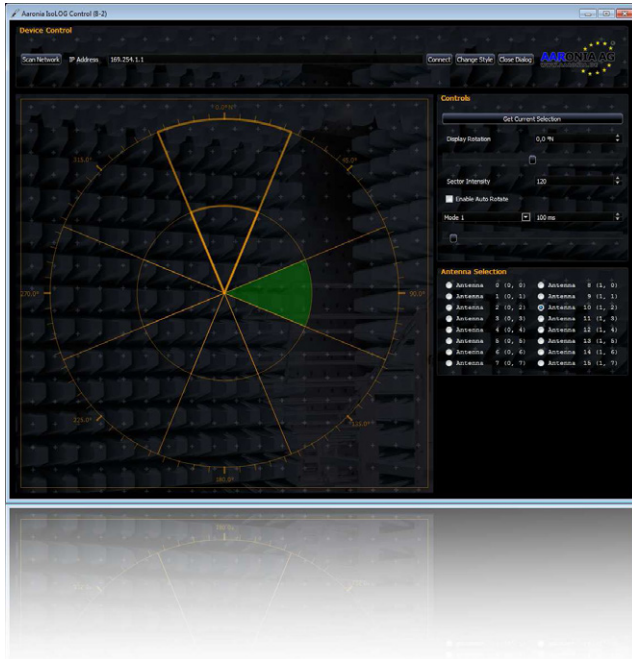 Aaronia IsoLOG Control (8-2)
Device Control
Scan Network IP Address 169.254.1.1 Connect Change Style Close Dialog
AARONIA AG
WWW.AARONIA.DE
Controls
Get Current Selection
Display Rotation 0,0 °N
Sector Intensity 120
Enable Auto Rotate
Mode 1 100 ms
Antenna Selection
Antenna 0 (0, 0) Antenna 8 (1, 0)
Antenna 1 (0, 1) Antenna 9 (1, 1)
Antenna 2 (0, 2) Antenna 10 (1, 2)
Antenna 3 (0, 3) Antenna 11 (1, 3)
Antenna 4 (0, 4) Antenna 12 (1, 4)
Antenna 5 (0, 5) Antenna 13 (1, 5)
Antenna 6 (0, 6) Antenna 14 (1, 6)
Antenna 7 (0, 7) Antenna 15 (1, 7)
0.0°N
315.0° 45.0°
270.0° 90.0°
225.0° 135.0°
180.0°